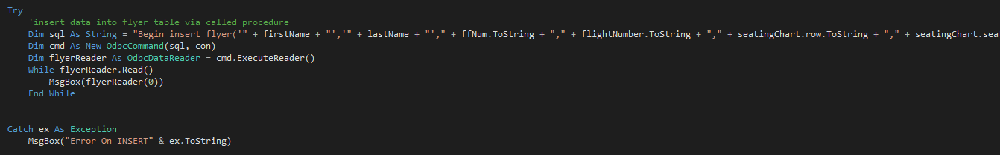 Try
'insert data into flyer table via called procedure
Dim sql As String = "Begin insert_flyer('" + firstName + "','" + lastName + "'," + ffNum.ToString + "," + flightNumber.ToString + "," + seatingChart.row.ToString + "," + seatingChart.sea
Dim cmd As New OdbcCommand(sql, con)
Dim flyerReader As OdbcDataReader = cmd.ExecuteReader()
While flyerReader.Read()
MsgBox(flyerReader(0))
End While
Catch ex As Exception
MsgBox("Error On INSERT" & ex.ToString)